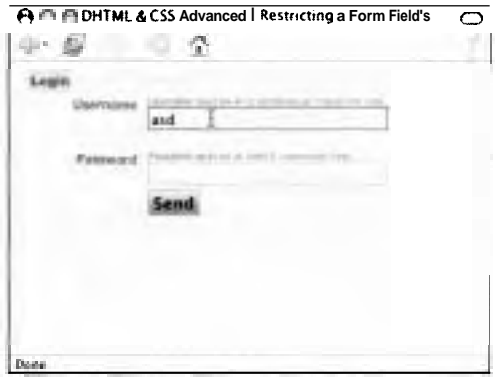 DHTML & CSS Advanced | Restricting a Form Field's
Login
Username
asd
Password
Send
Done